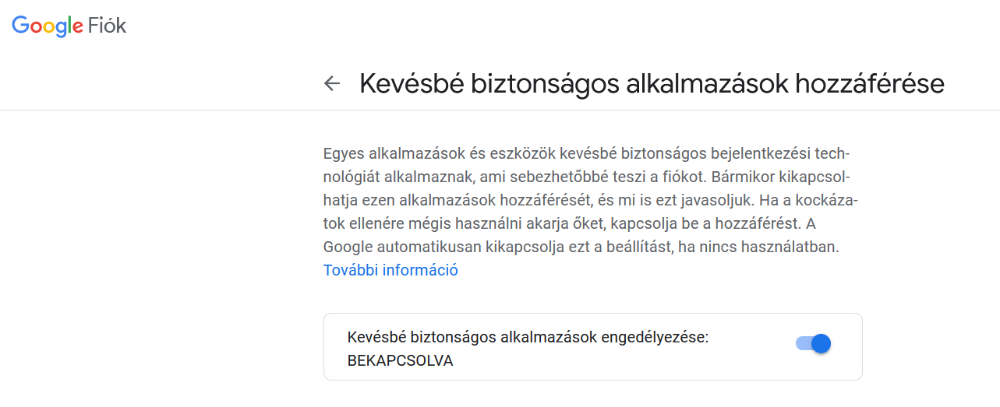 Google Fiók
Kevésbé biztonságos alkalmazások hozzáférése
Egyes alkalmazások és eszközök kevésbé biztonságos bejelentkezési tech-
nológiát alkalmaznak, ami sebezhetőbbé teszi a fiókot. Bármikor kikapcsol-
hatja ezen alkalmazások hozzáférését, és mi is ezt javasoljuk. Ha a kockáza-
tok ellenére mégis használni akarja őket, kapcsolja be a hozzáférést. A
Google automatikusan kikapcsolja ezt a beállítást, ha nincs használatban.
További információ
Kevésbé biztonságos alkalmazások engedélyezése:
BEKAPCSOLVA